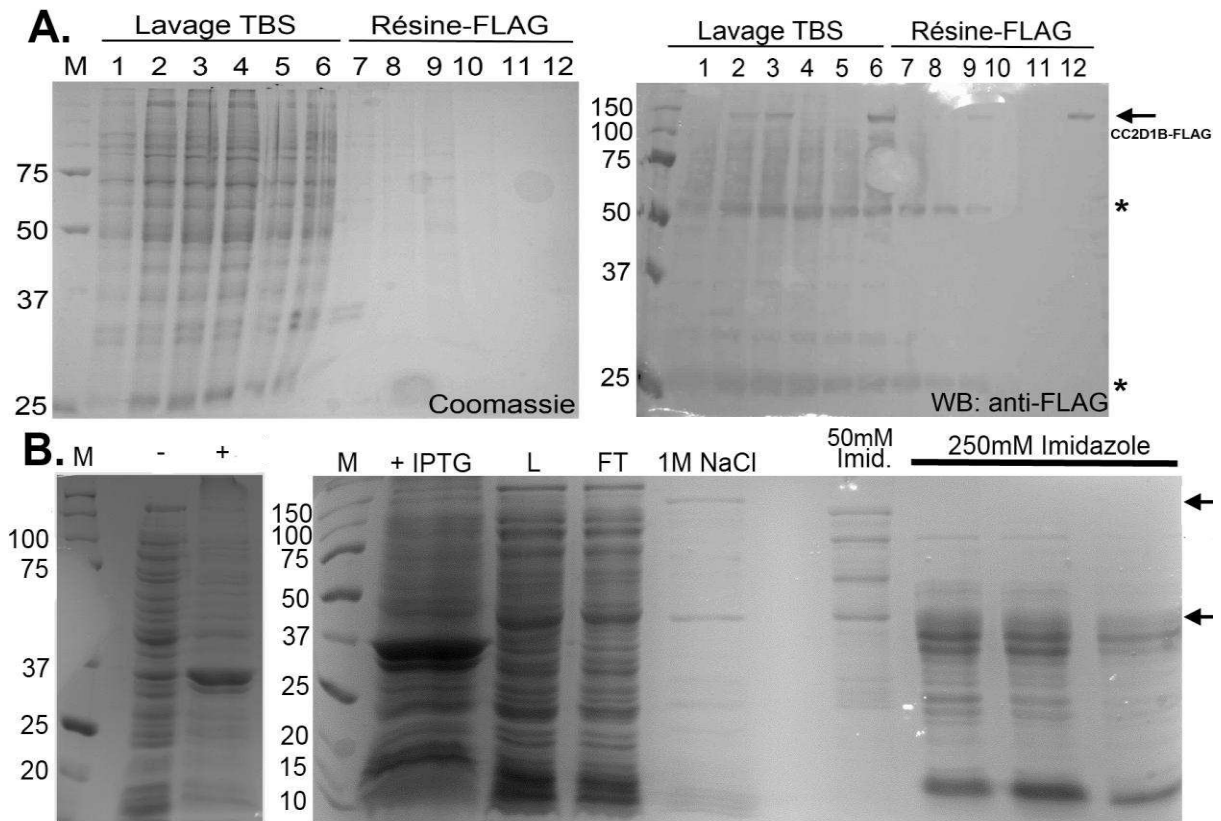 A.
Lavage TBS Résine-FLAG
M 1 2 3 4 5 6 7 8 9 10 11 12
75
50
37
25
Coomassie
Lavage TBS Résine-FLAG
1 2 3 4 5 6 7 8 9 10 11 12
150
100
75
50
37
25
CC2D1B-FLAG
*
*
WB: anti-FLAG
B.
M - +
100
75
37
25
20
M + IPTG L FT 1M NaCl 50mM Imid. 250mM Imidazole
150
100
75
50
37
25
20
15
10